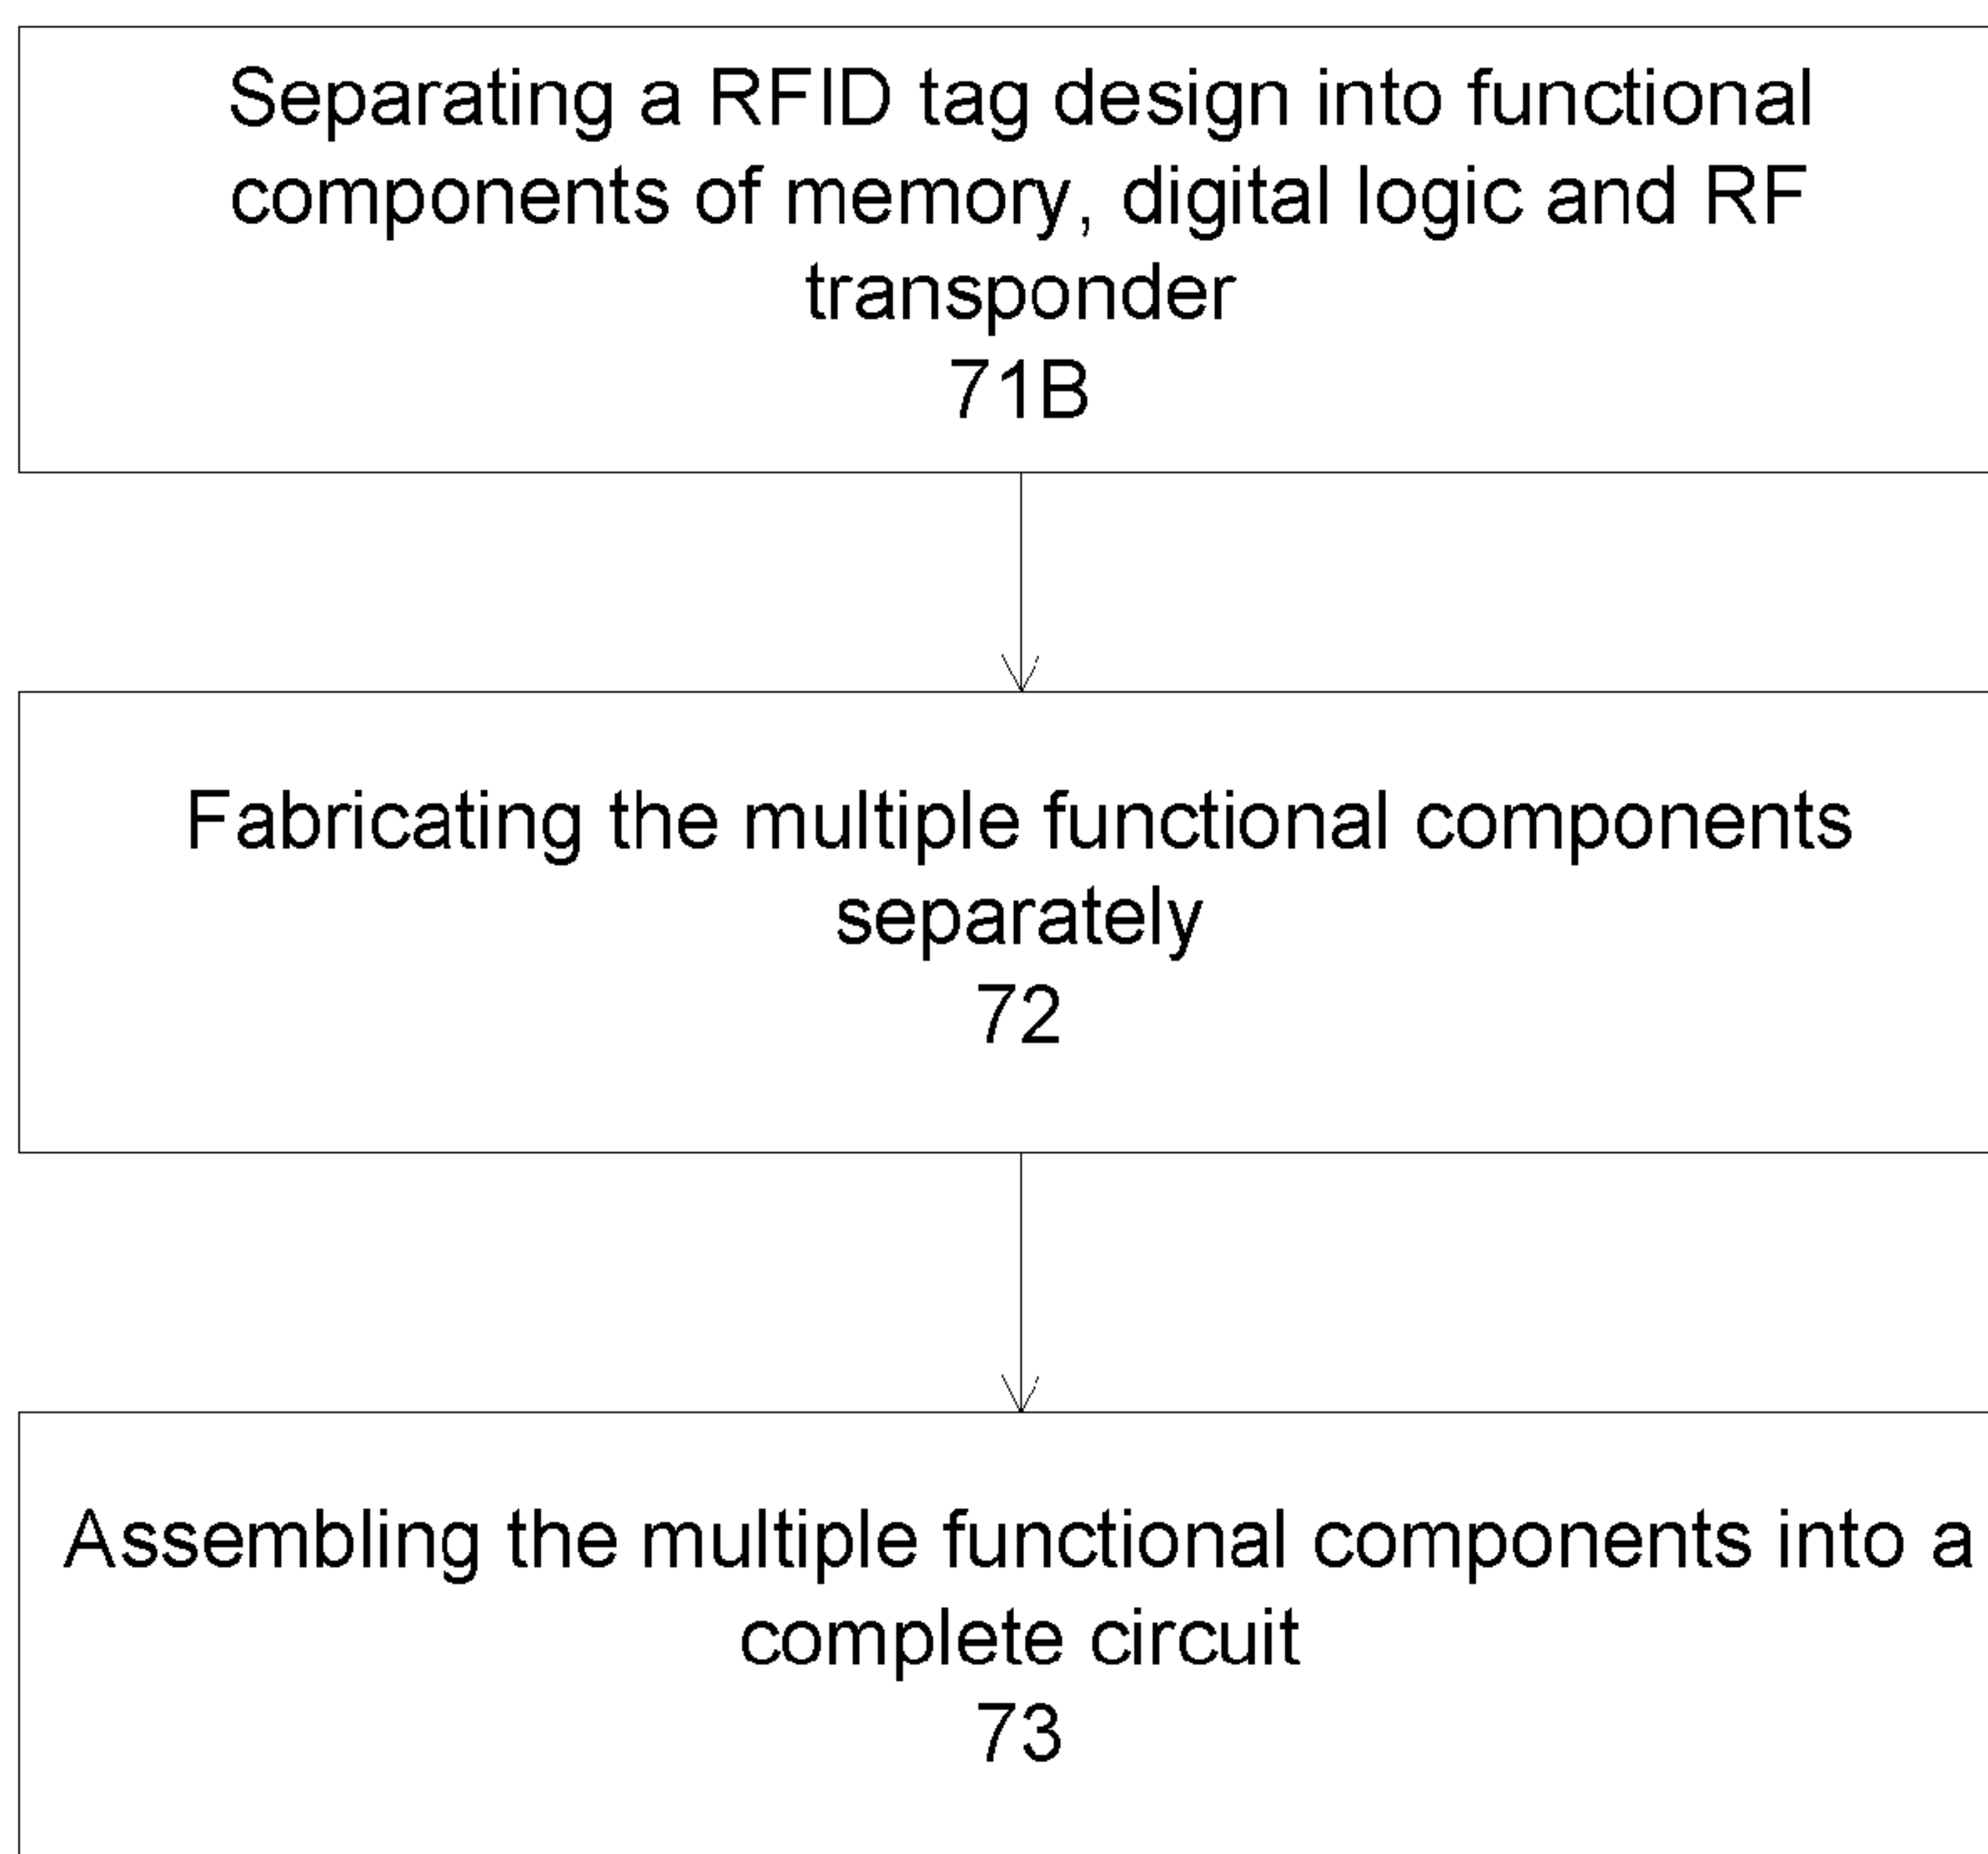 Separating a RFID tag design into functional
components of memory, digital logic and RF
transponder
71B
Fabricating the multiple functional components
separately
72
Assembling the multiple functional components into a
complete circuit
73